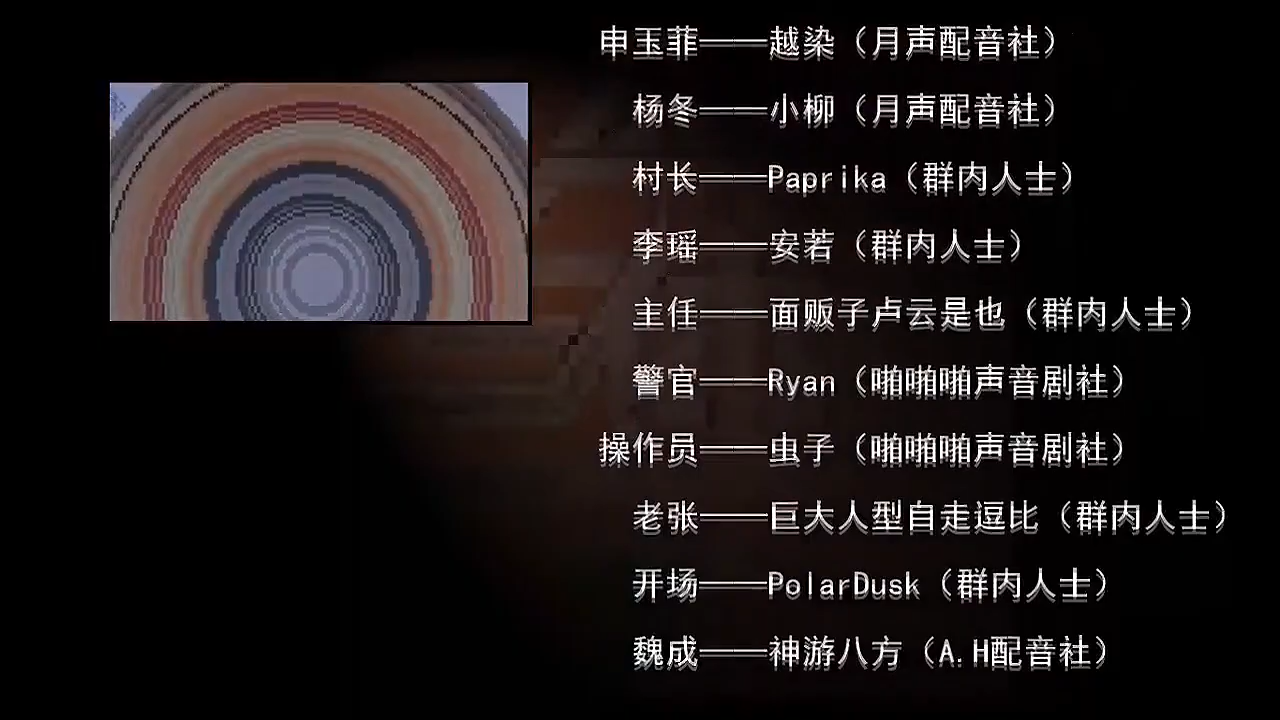 申玉菲——越染（月声配音社）
杨冬——小柳（月声配音社）
村长——Paprika（群内人士）
李瑶——安若（群内人士）
主任——面贩子卢云是也（群内人士）
警官——Ryan（啪啪啪声音剧社）
操作员——虫子（啪啪啪声音剧社）
老张——巨大人型自走逗比（群内人士）
开场——PolarDusk（群内人士）
魏成——神游八方（A.H配音社）